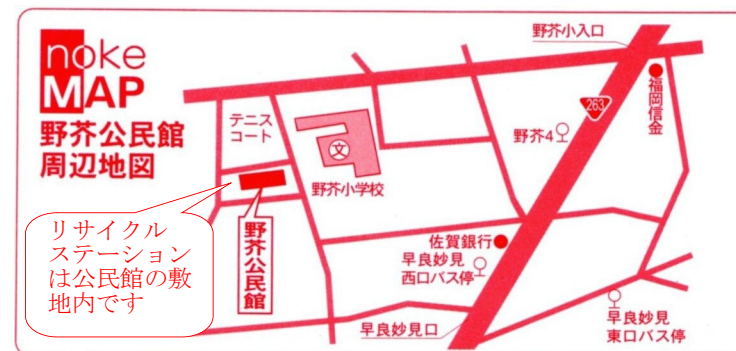 noke
MAP
野芥公民館
周辺地図
リサイクル
ステーション
は公民館の敷
地内です
テニス
コート
文
野芥小学校
野芥公民館
野芥小入口
263
福岡信金
野芥4
佐賀銀行
早良妙見
西口バス停
早良妙見口
早良妙見
東口バス停